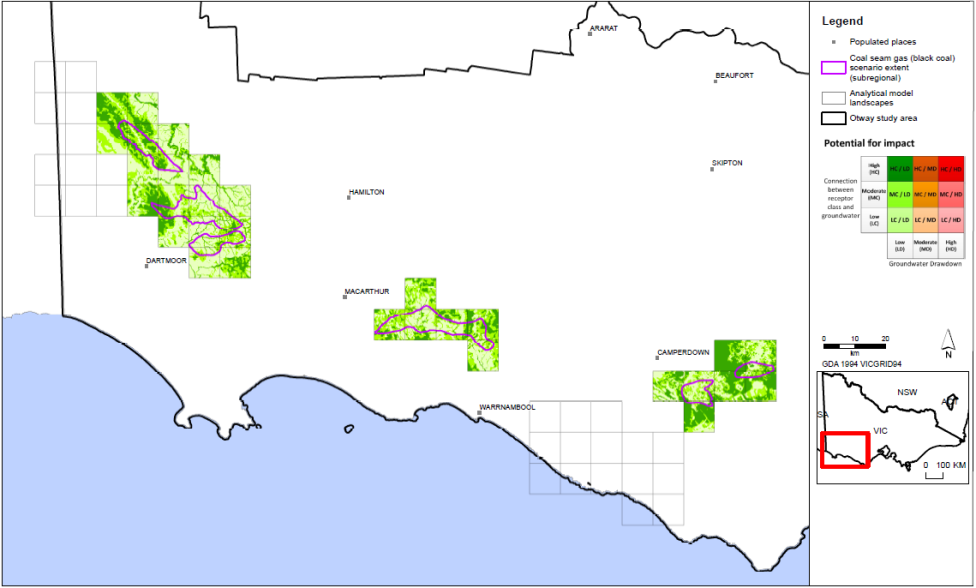 ARARAT
BEAUFORT
SKIPTON
HAMILTON
DARTMOOR
MACARTHUR
CAMPERDOWN
WARRNAMBOOL
Legend
Populated places
Coal seam gas (black coal)
scenario extent
(subregional)
Analytical model
landscapes
Otway study area
Potential for impact
Connection
between
receptor
class and
groundwater
High
(HC)
HC / LD HC / MD HC / HD
Moderate
(MC)
MC / LD MC / MD MC / HD
Low
(LC)
LC / LD LC / MD LC / HD
Low Moderate High
(LD) (MD) (HD)
Groundwater Drawdown
0 10 20
km
N
GDA 1994 VICGRID94
NSW
SA
VIC
0 100 KM